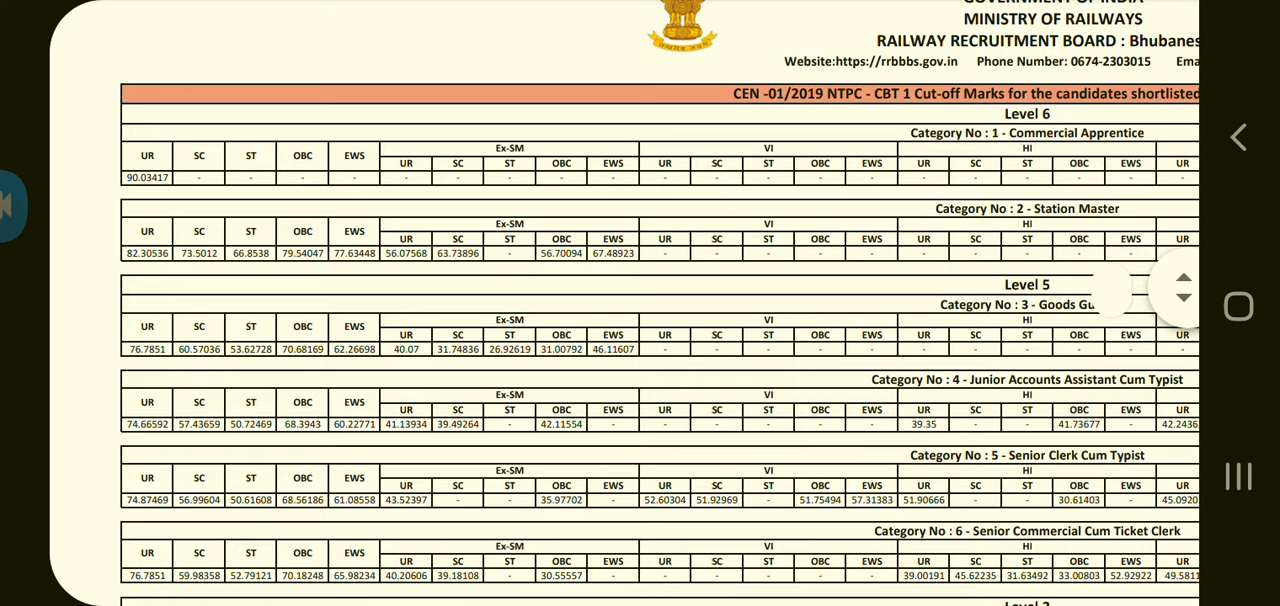 GOVERNMENT OF INDIA
MINISTRY OF RAILWAYS
RAILWAY RECRUITMENT BOARD : Bhubanes
Website:https://rrbbbs.gov.in Phone Number: 0674-2303015 Ema
CEN -01/2019 NTPC - CBT 1 Cut-off Marks for the candidates shortlisted
Level 6
Category No : 1 - Commercial Apprentice
UR SC ST OBC EWS Ex-SM VI HI
UR SC ST OBC EWS UR SC ST OBC EWS UR SC ST OBC EWS UR
90.03417 - - - - - - - - - - - - - - - - - - - -
Category No : 2 - Station Master
UR SC ST OBC EWS Ex-SM VI HI
UR SC ST OBC EWS UR SC ST OBC EWS UR SC ST OBC EWS UR
82.30536 73.5012 66.8538 79.54047 77.63448 56.07568 63.73896 - 56.70094 67.48923 - - - - - - - - - - -
Level 5
Category No : 3 - Goods Gu
UR SC ST OBC EWS Ex-SM VI HI
UR SC ST OBC EWS UR SC ST OBC EWS UR SC ST OBC EWS UR
76.7851 60.57036 53.62728 70.68169 62.26698 40.07 31.74836 26.92619 31.00792 46.11607 - - - - - - - - - - -
Category No : 4 - Junior Accounts Assistant Cum Typist
UR SC ST OBC EWS Ex-SM VI HI
UR SC ST OBC EWS UR SC ST OBC EWS UR SC ST OBC EWS UR
74.66592 57.43659 50.72469 68.3943 60.22771 41.13934 39.49264 - 42.11554 - - - - - - 39.35 - - 41.73677 - 42.2436
Category No : 5 - Senior Clerk Cum Typist
UR SC ST OBC EWS Ex-SM VI HI
UR SC ST OBC EWS UR SC ST OBC EWS UR SC ST OBC EWS UR
74.87469 56.99604 50.61608 68.56186 61.08558 43.52397 - - 35.97702 - 52.60304 51.92969 - 51.75494 57.31383 51.90666 - - 30.61403 - 45.0920
Category No : 6 - Senior Commercial Cum Ticket Clerk
UR SC ST OBC EWS Ex-SM VI HI
UR SC ST OBC EWS UR SC ST OBC EWS UR SC ST OBC EWS UR
76.7851 59.98358 52.79121 70.18248 65.98234 40.20606 39.18108 - 30.55557 - - - - - - 39.00191 45.62235 31.63492 33.00803 52.92922 49.5811